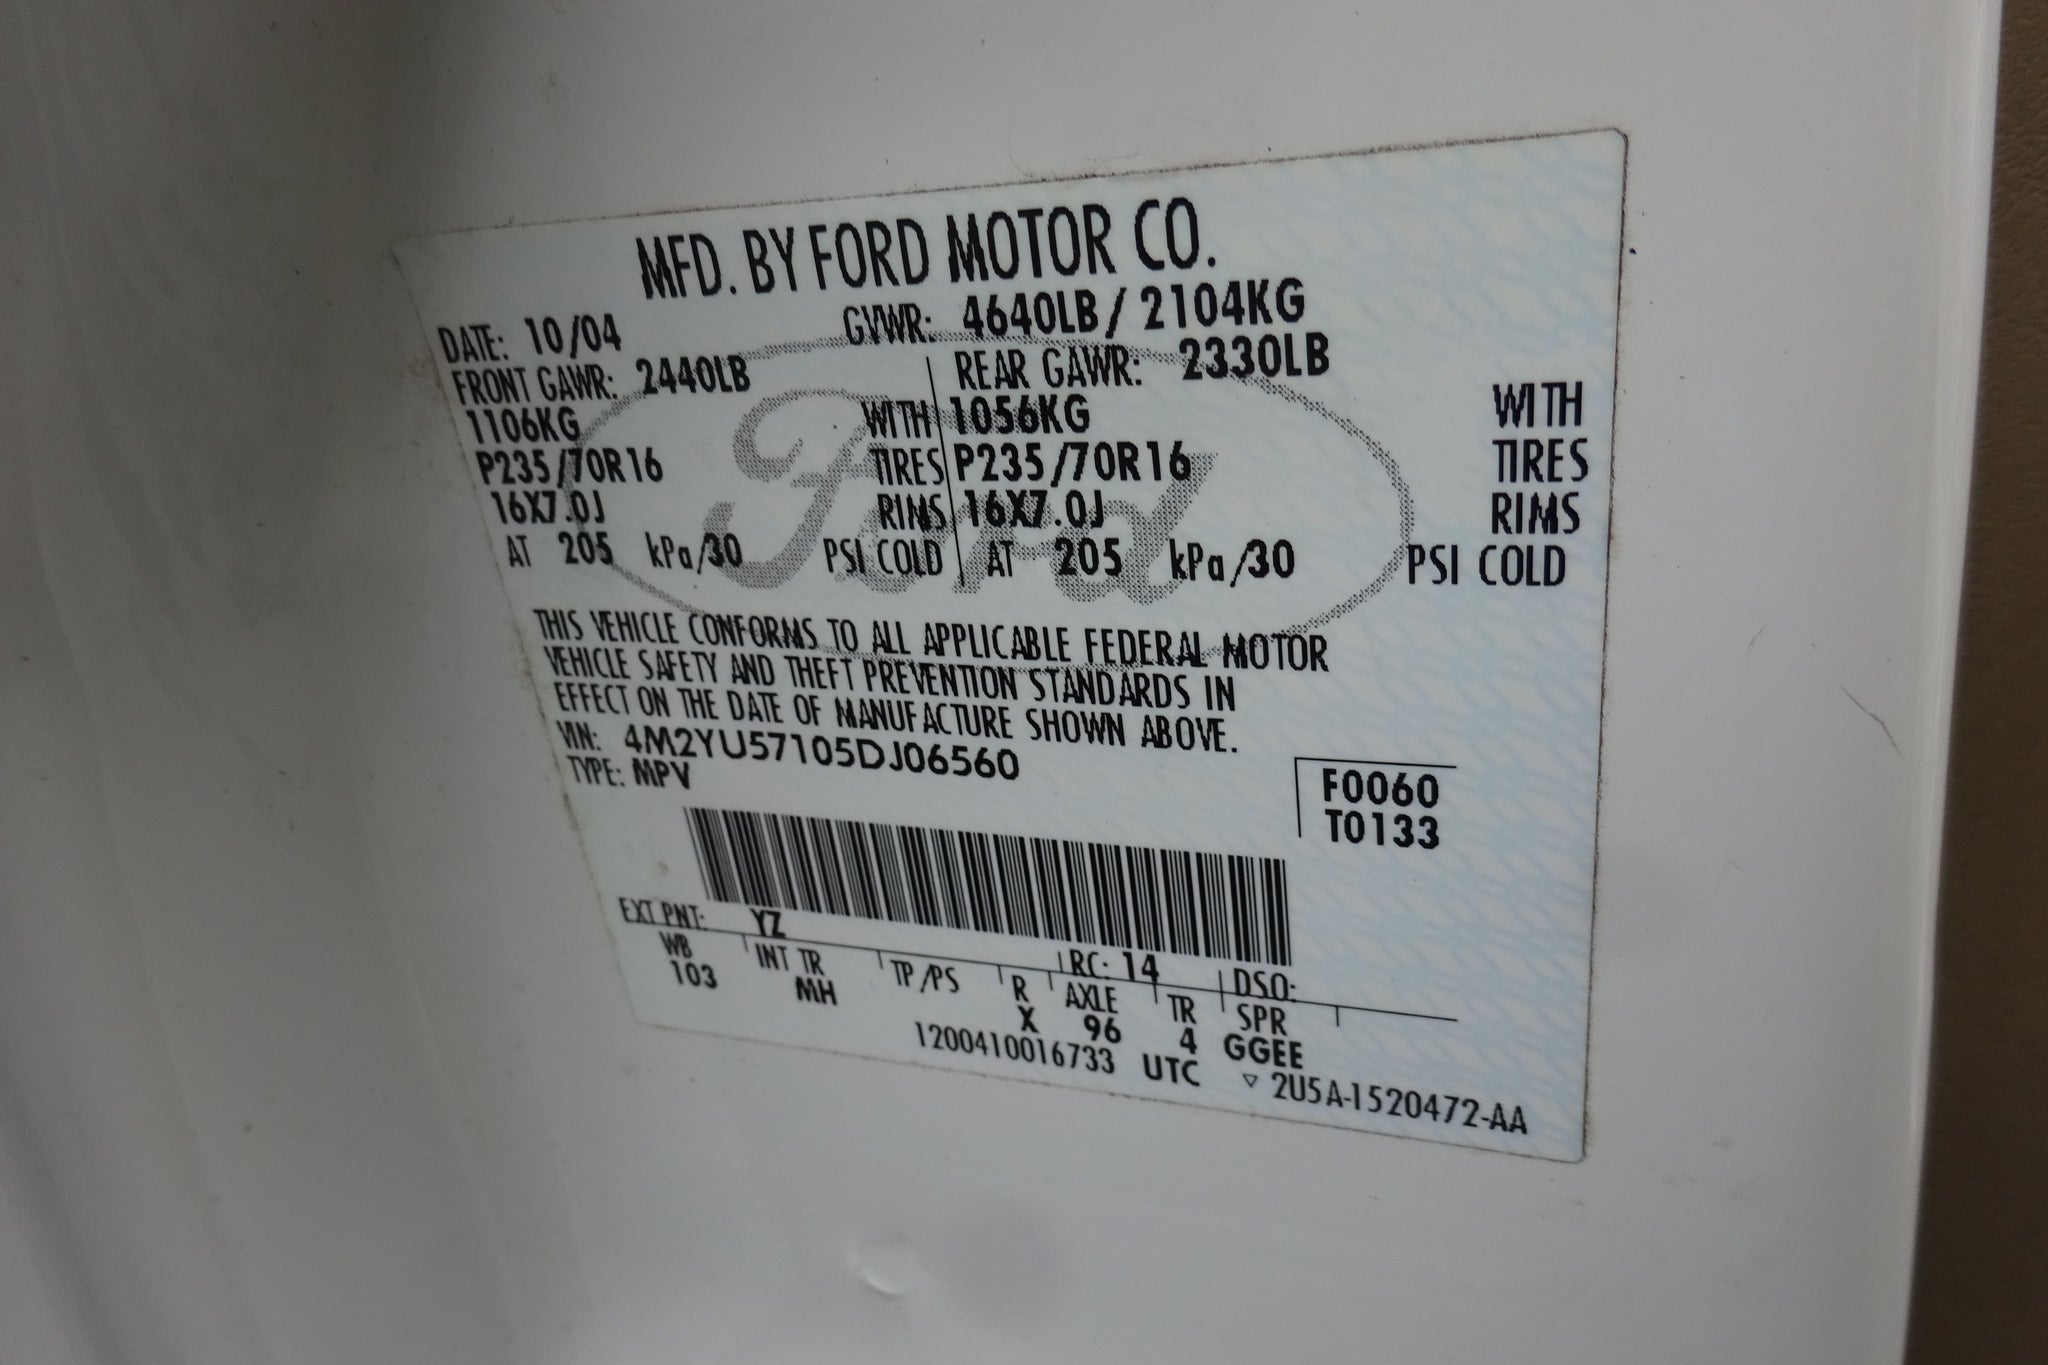 MFD. BY FORD MOTOR CO.
DATE: 10/04 GVWR: 4640LB / 2104KG
FRONT GAWR: 2440LB REAR GAWR: 2330LB
1106KG WITH 1056KG WITH
P235/70R16 TIRES P235/70R16 TIRES
16X7.0J RIMS 16X7.0J RIMS
AT 205 kPa/30 PSI COLD AT 205 kPa/30 PSI COLD
Ford
THIS VEHICLE CONFORMS TO ALL APPLICABLE FEDERAL MOTOR
VEHICLE SAFETY AND THEFT PREVENTION STANDARDS IN
EFFECT ON THE DATE OF MANUFACTURE SHOWN ABOVE.
VIN: 4M2YU57105DJ06560
TYPE: MPV
F0060
T0133
EXT PNT: YZ RC: 14 DSO:
WB INT TR TP/PS R AXLE TR SPR
103 MH X 96 4 GGEE
1200410016733 UTC ▽ 2U5A-1520472-AA